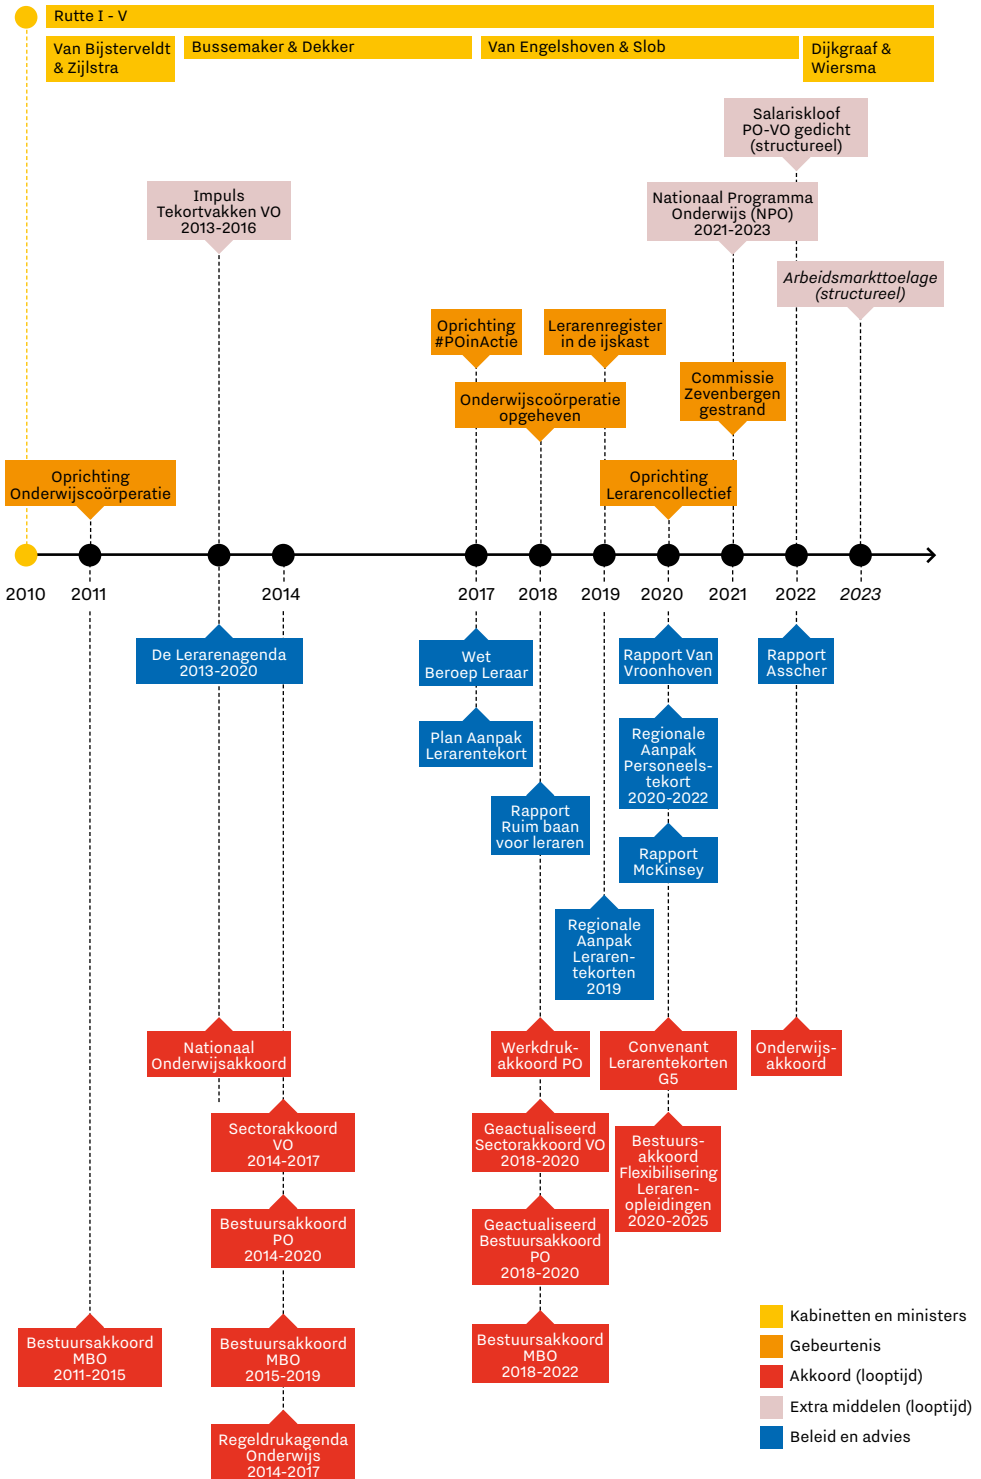 Rutte I - V
Van Bijsterveldt
& Zijlstra
Bussemaker & Dekker
Van Engelshoven & Slob
Dijkgraaf &
Wiersma
Salariskloof
PO-VO gedicht
(structureel)
Impuls
Tekortvakken VO
2013-2016
Nationaal Programma
Onderwijs (NPO)
2021-2023
Arbeidsmarkttoelage
(structureel)
Oprichting
#POinActie
Lerarenregister
in de ijskast
Commissie
Zevenbergen
gestrand
Onderwijscoörperatie
opgeheven
Oprichting
Onderwijscoörperatie
Oprichting
Lerarencollectief
2010 2011 2014 2017 2018 2019 2020 2021 2022 2023
De Lerarenagenda
2013-2020
Wet
Beroep Leraar
Rapport Van
Vroonhoven
Rapport
Asscher
Plan Aanpak
Lerarentekort
Regionale
Aanpak
Personeels-
tekort
2020-2022
Rapport
Ruim baan
voor leraren
Rapport
McKinsey
Regionale
Aanpak
Leraren-
tekorten
2019
Nationaal
Onderwijsakkoord
Werkdruk-
akkoord PO
Convenant
Lerarentekorten
G5
Onderwijs-
akkoord
Sectorakkoord
VO
2014-2017
Geactualiseerd
Sectorakkoord VO
2018-2020
Bestuurs-
akkoord
Flexibilisering
Leraren-
opleidingen
2020-2025
Bestuursakkoord
PO
2014-2020
Geactualiseerd
Bestuursakkoord
PO
2018-2020
Bestuursakkoord
MBO
2011-2015
Bestuursakkoord
MBO
2015-2019
Bestuursakkoord
MBO
2018-2022
Regeldrukagenda
Onderwijs
2014-2017
Kabinetten en ministers
Gebeurtenis
Akkoord (looptijd)
Extra middelen (looptijd)
Beleid en advies